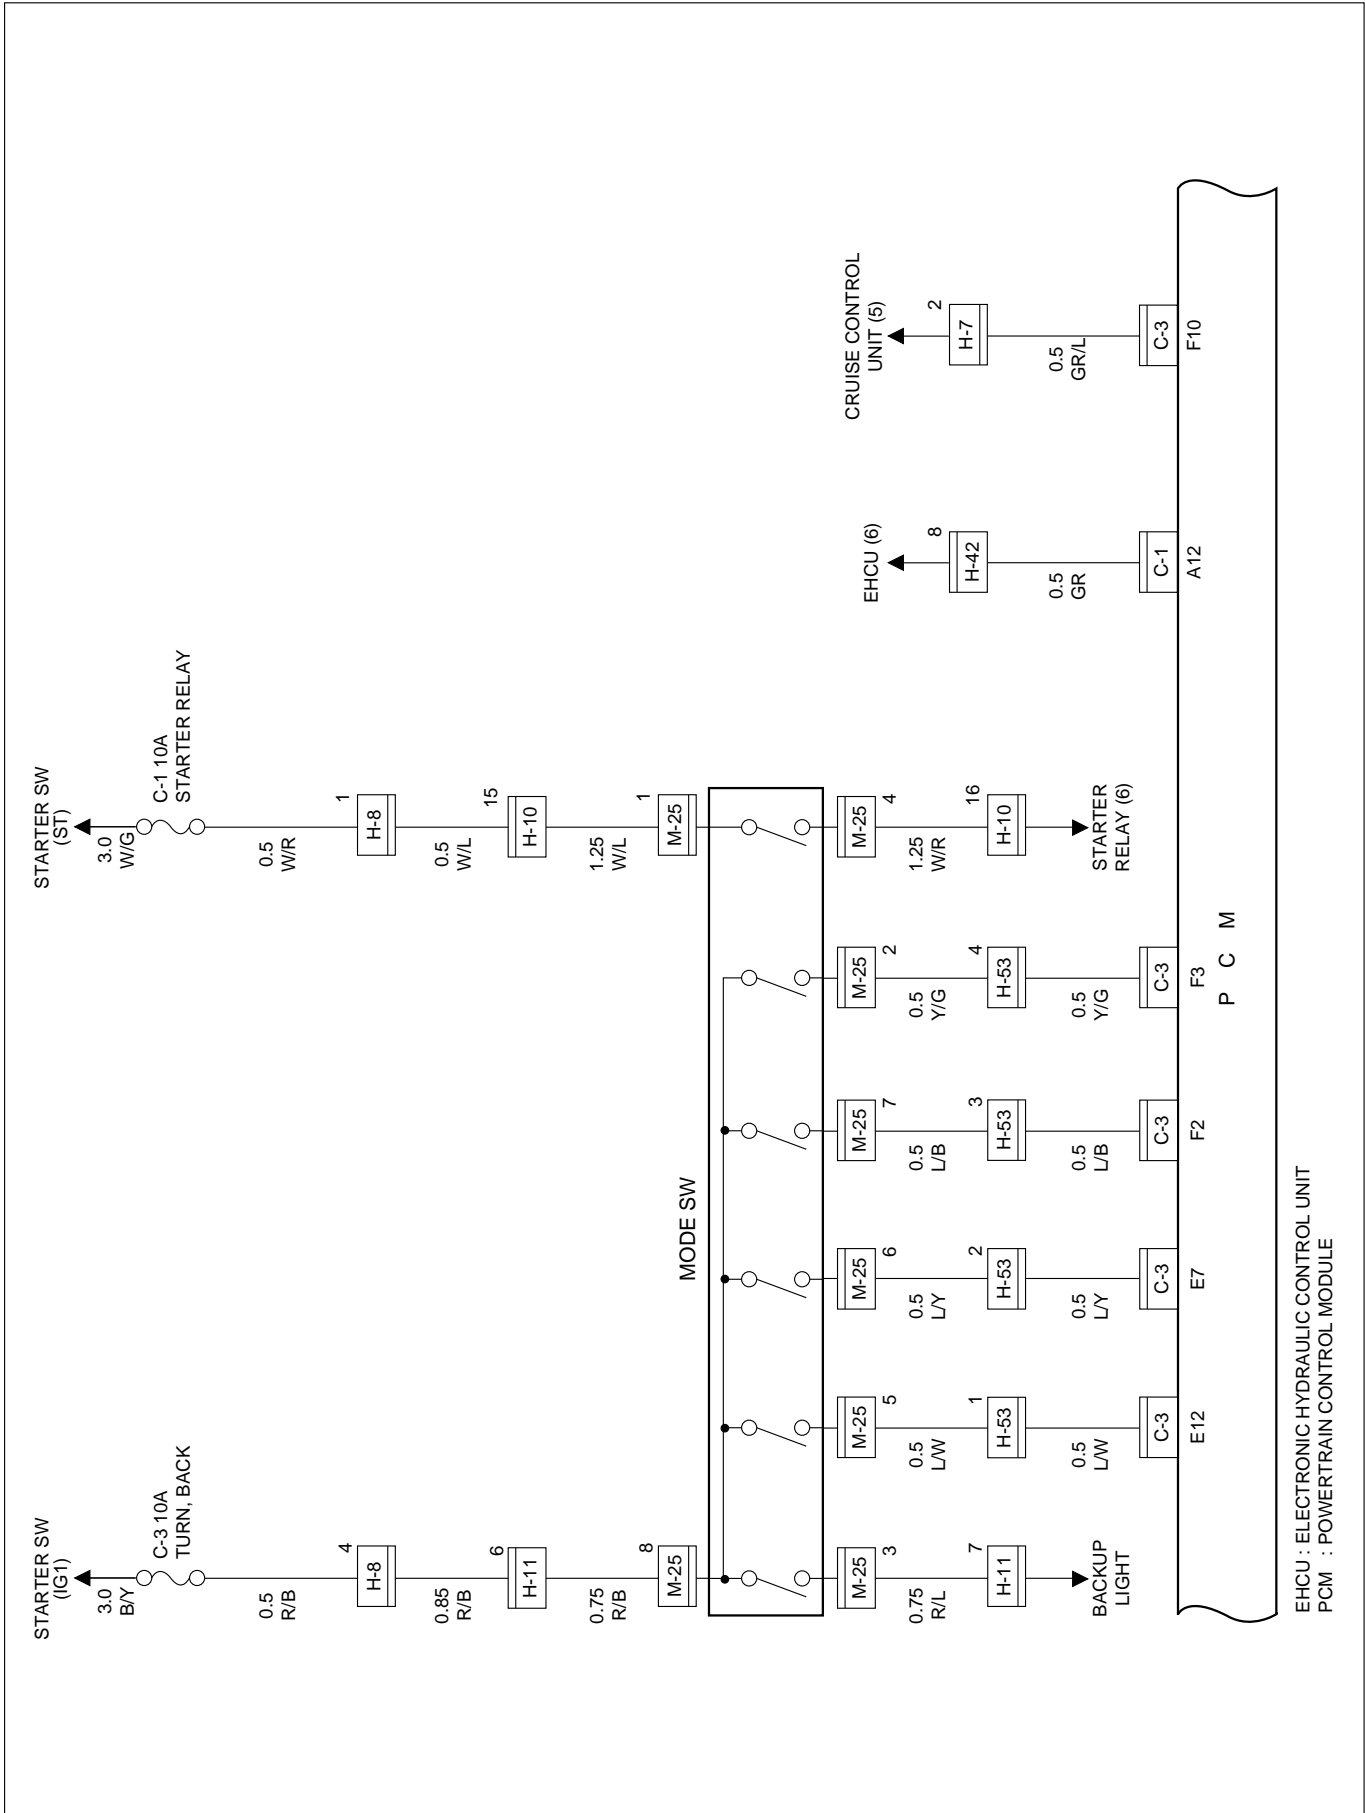 STARTER SW
(IG1)
3.0
B/Y
C-3 10A
TURN, BACK
0.5
R/B
4
H-8
0.85
R/B
6
H-11
0.75
R/B
8
M-25
STARTER SW
(ST)
3.0
W/G
C-1 10A
STARTER RELAY
0.5
W/R
1
H-8
0.5
W/L
15
H-10
1.25
W/L
1
M-25
MODE SW
M-25
3
0.75
R/L
7
H-11
BACKUP
LIGHT
M-25
5
0.5
L/W
1
H-53
0.5
L/W
C-3
E12
M-25
6
0.5
L/Y
2
H-53
0.5
L/Y
C-3
E7
M-25
7
0.5
L/B
3
H-53
0.5
L/B
C-3
F2
M-25
2
0.5
Y/G
4
H-53
0.5
Y/G
C-3
F3
M-25
4
1.25
W/R
16
H-10
STARTER
RELAY (6)
EHCU (6)
8
H-42
0.5
GR
C-1
A12
CRUISE CONTROL
UNIT (5)
2
H-7
0.5
GR/L
C-3
F10
P C M
EHCU : ELECTRONIC HYDRAULIC CONTROL UNIT
PCM : POWERTRAIN CONTROL MODULE